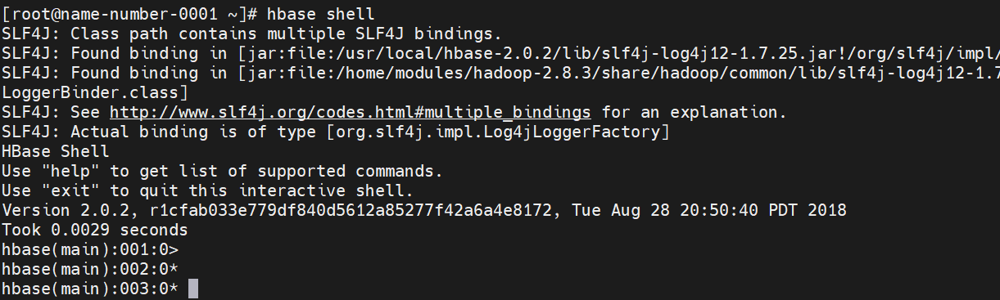 [root@name-number-0001 ~]# hbase shell
SLF4J: Class path contains multiple SLF4J bindings.
SLF4J: Found binding in [jar:file:/usr/local/hbase-2.0.2/lib/slf4j-log4j12-1.7.25.jar!/org/slf4j/impl/
SLF4J: Found binding in [jar:file:/home/modules/hadoop-2.8.3/share/hadoop/common/lib/slf4j-log4j12-1.7
LoggerBinder.class]
SLF4J: See http://www.slf4j.org/codes.html#multiple_bindings for an explanation.
SLF4J: Actual binding is of type [org.slf4j.impl.Log4jLoggerFactory]
HBase Shell
Use "help" to get list of supported commands.
Use "exit" to quit this interactive shell.
Version 2.0.2, r1cfab033e779df840d5612a85277f42a6a4e8172, Tue Aug 28 20:50:40 PDT 2018
Took 0.0029 seconds
hbase(main):001:0>
hbase(main):002:0*
hbase(main):003:0*